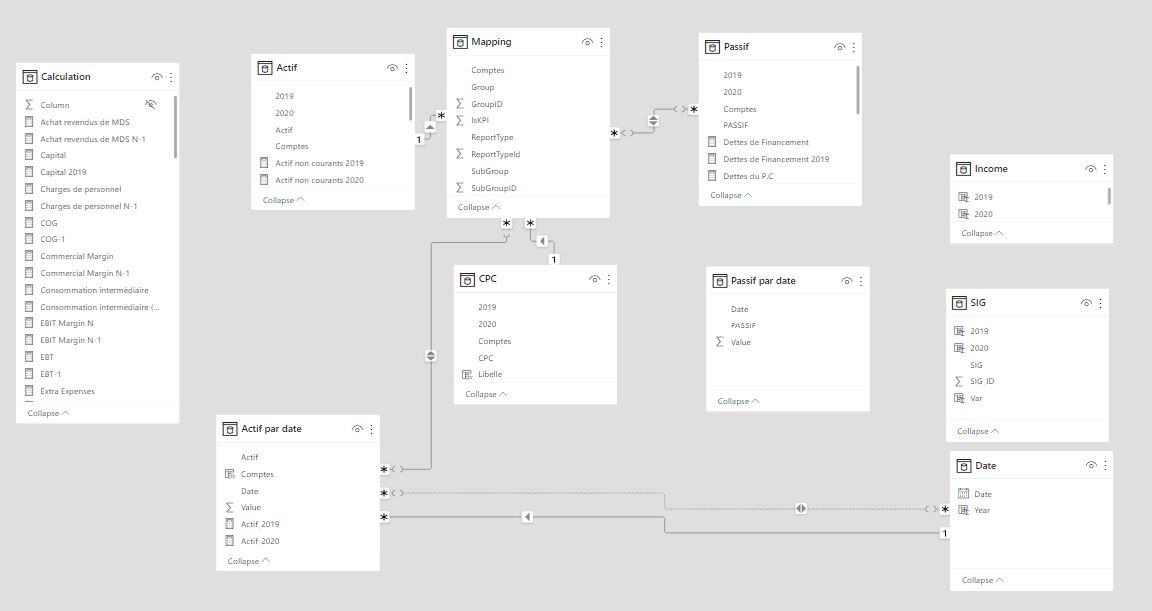 Calculation
Column
Achat revendus de MDS
Achat revendus de MDS N-1
Capital
Capital 2019
Charges de personnel
Charges de personnel N-1
COG
COG-1
Commercial Margin
Commercial Margin N-1
Consommation intermédiaire
Consommation intermédiaire (...
EBIT Margin N
EBIT Margin N-1
EBT
EBT-1
Extra Expenses
Collapse
Actif
2019
2020
Actif
Comptes
Actif non courants 2019
Actif non courants 2020
Collapse
1
Mapping
Comptes
Group
GroupID
IsKPI
ReportType
ReportTypeId
SubGroup
SubGroupID
Collapse
1
Passif
2019
2020
Comptes
PASSIF
Dettes de Financement
Dettes de Financement 2019
Dettes du P.C
Collapse
Income
2019
2020
Collapse
CPC
2019
2020
Comptes
CPC
Libelle
Collapse
Passif par date
Date
PASSIF
Value
Collapse
SIG
2019
2020
SIG
SIG ID
Var
Collapse
Actif par date
Actif
Comptes
Date
Value
Actif 2019
Actif 2020
Collapse
1
Date
Date
Year
Collapse